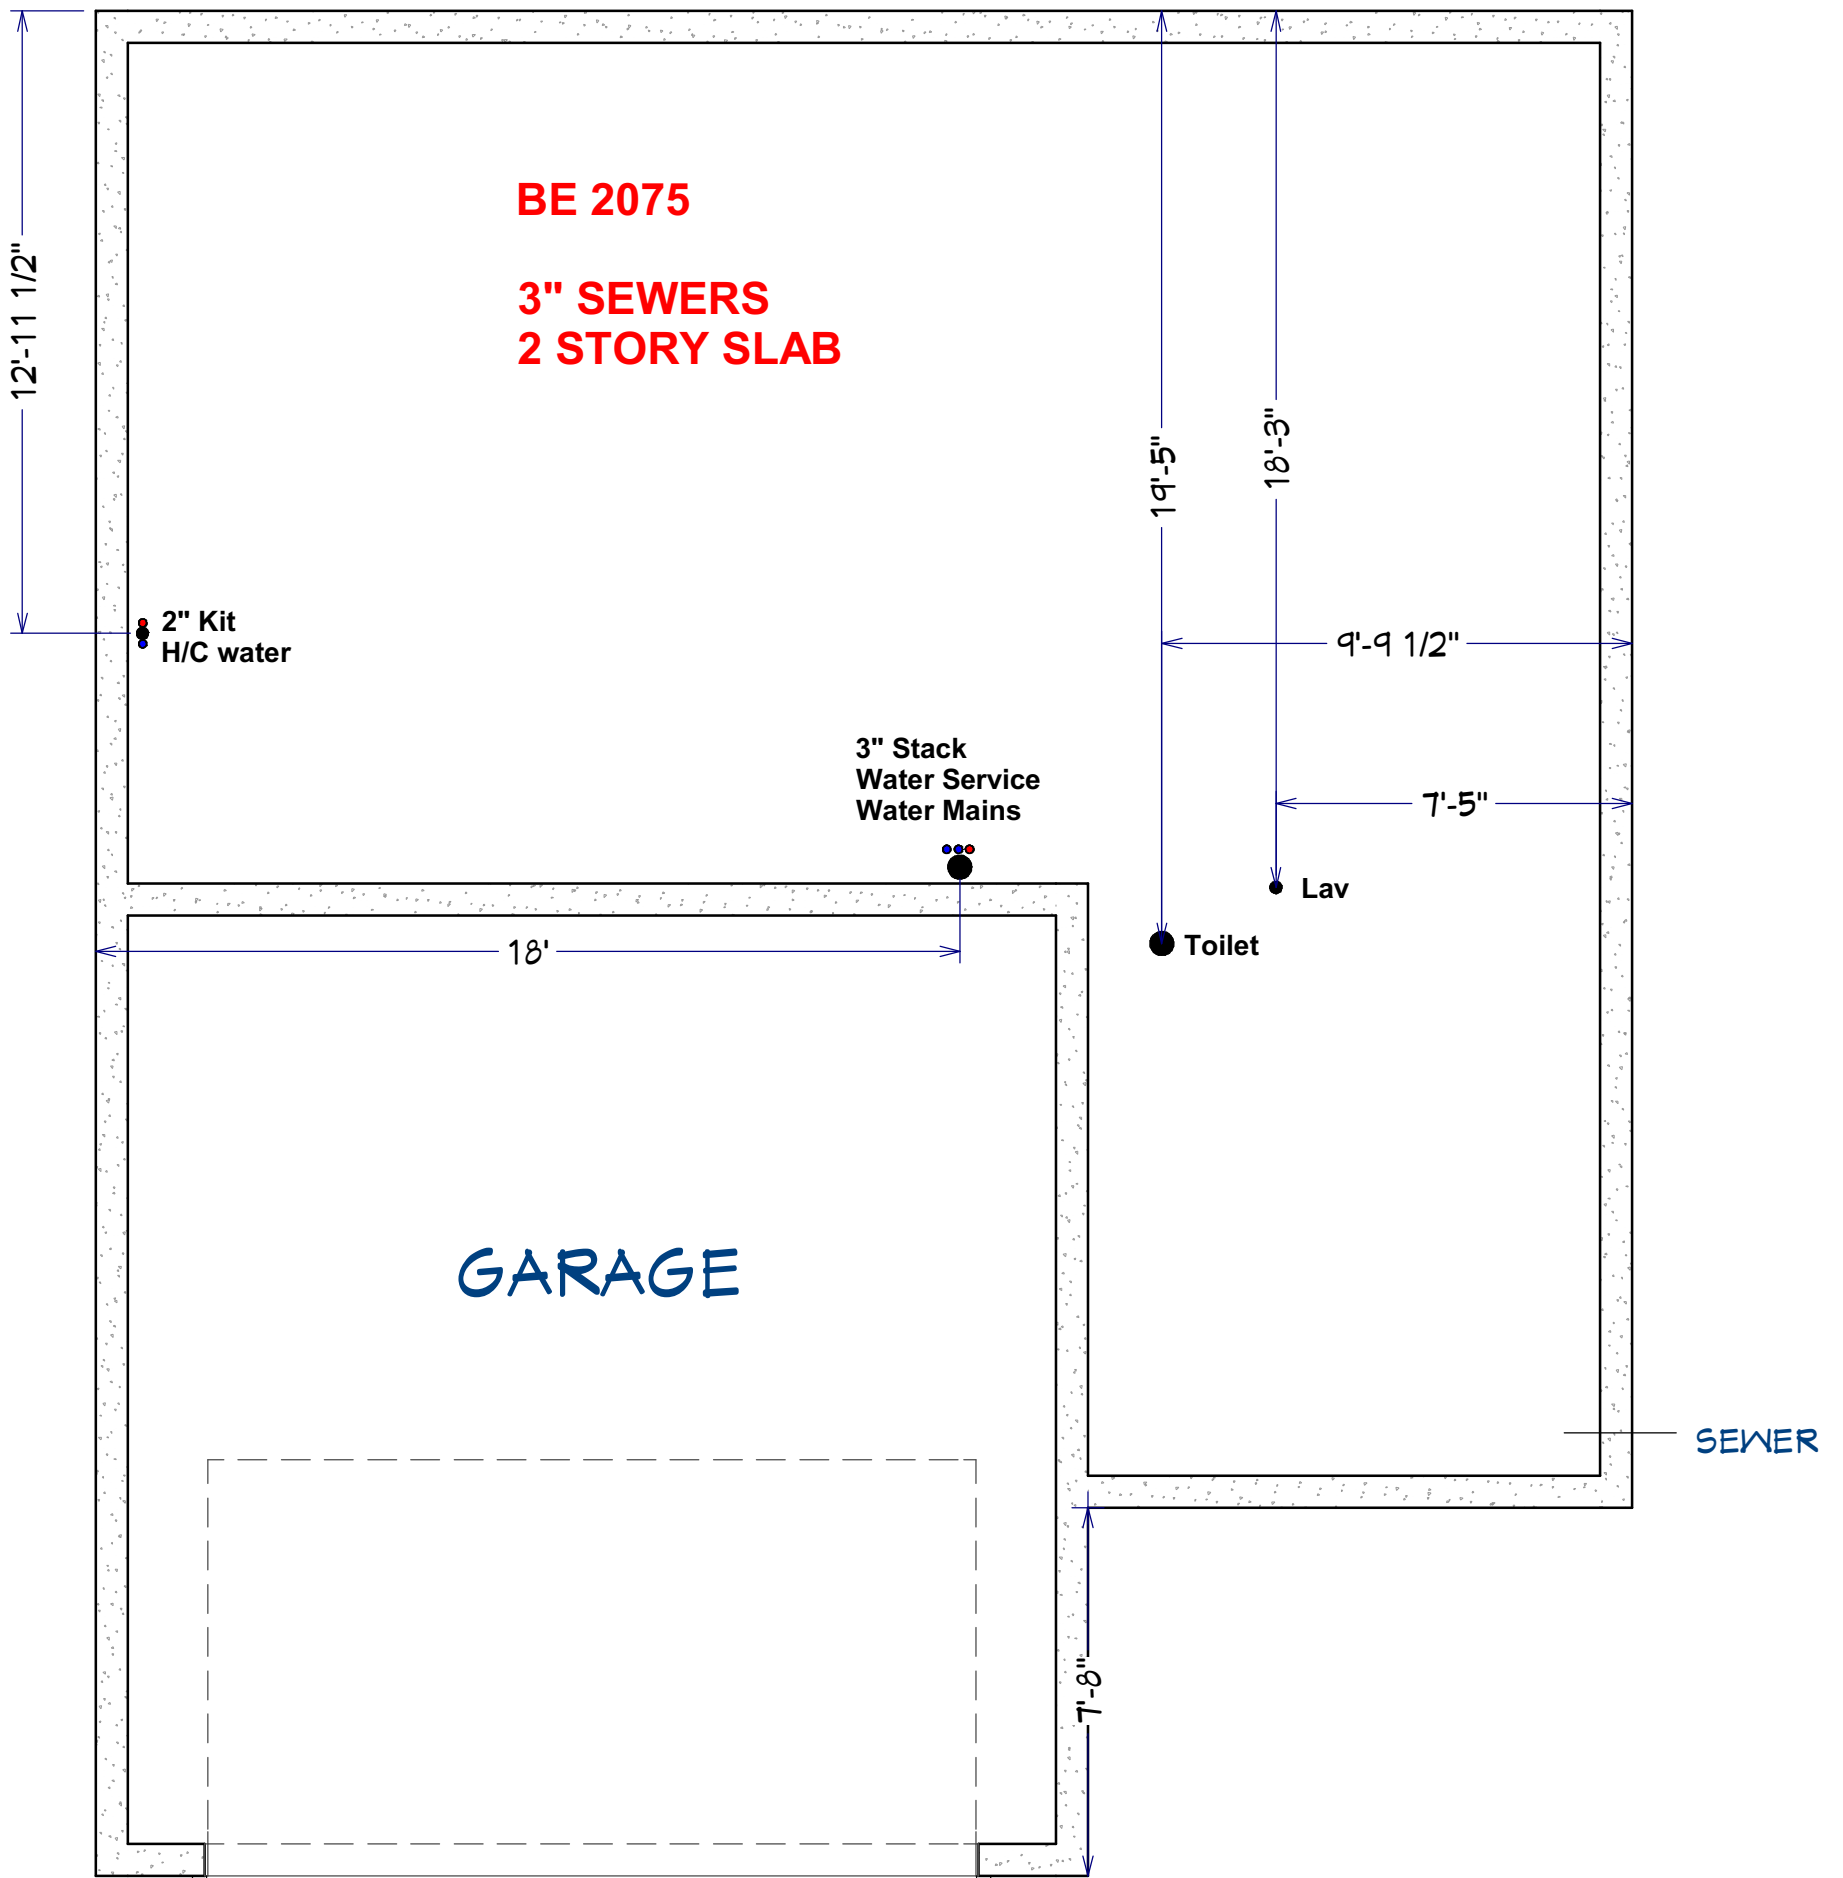 BE 2075
3" SEWERS
2 STORY SLAB
12'-11 1/2"
19'-5"
18'-3"
2" Kit
H/C water
9'-9 1/2"
3" Stack
Water Service
Water Mains
7'-5"
Lav
Toilet
18'
GARAGE
SEWER
7'-8"